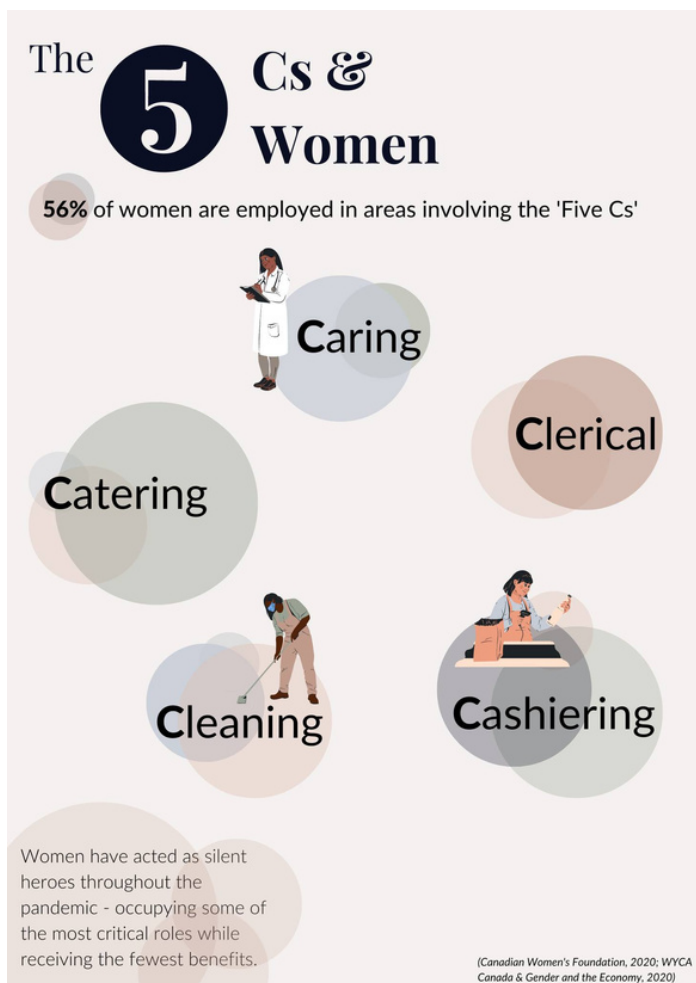 The 5 Cs &
Women
56% of women are employed in areas involving the 'Five Cs'
Caring
Clerical
Catering
Cleaning
Cashiering
Women have acted as silent
heroes throughout the
pandemic - occupying some of
the most critical roles while
receiving the fewest benefits.
(Canadian Women's Foundation, 2020; WYCA
Canada & Gender and the Economy, 2020)